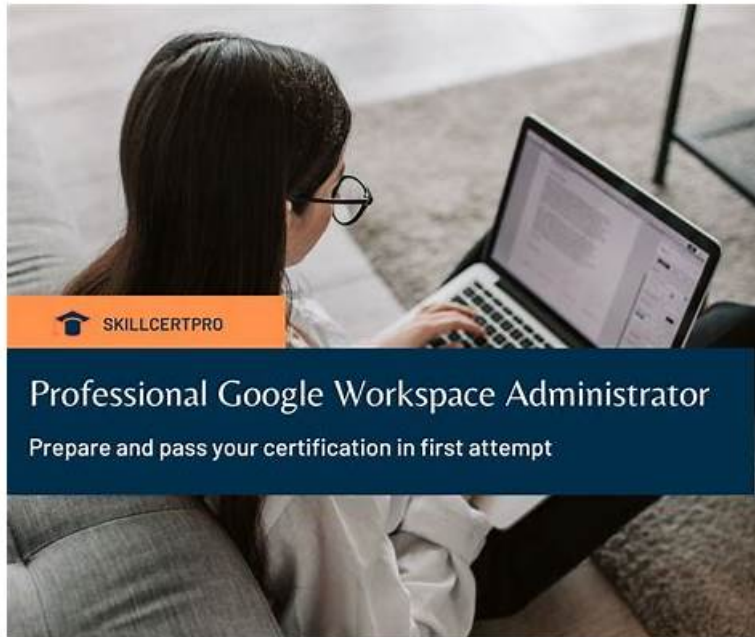 SKILLCERTPRO
Professional Google Workspace Administrator
Prepare and pass your certification in first attempt